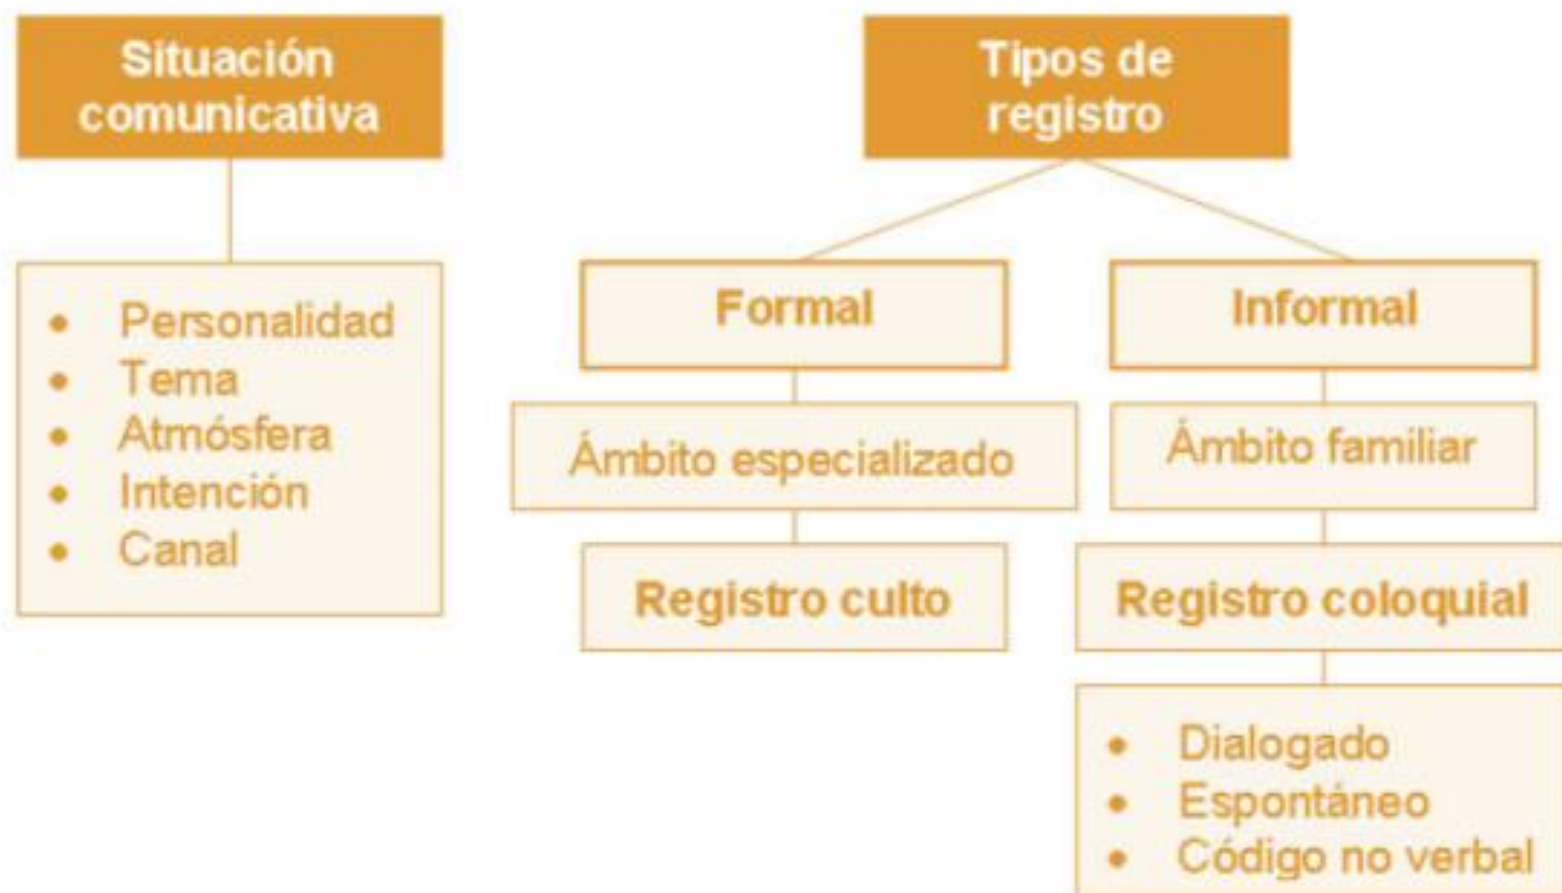 Situación
comunicativa
• Personalidad
• Tema
• Atmósfera
• Intención
• Canal
Tipos de
registro
Formal
Ámbito especializado
Registro culto
Informal
Ámbito familiar
Registro coloquial
• Dialogado
• Espontáneo
• Código no verbal